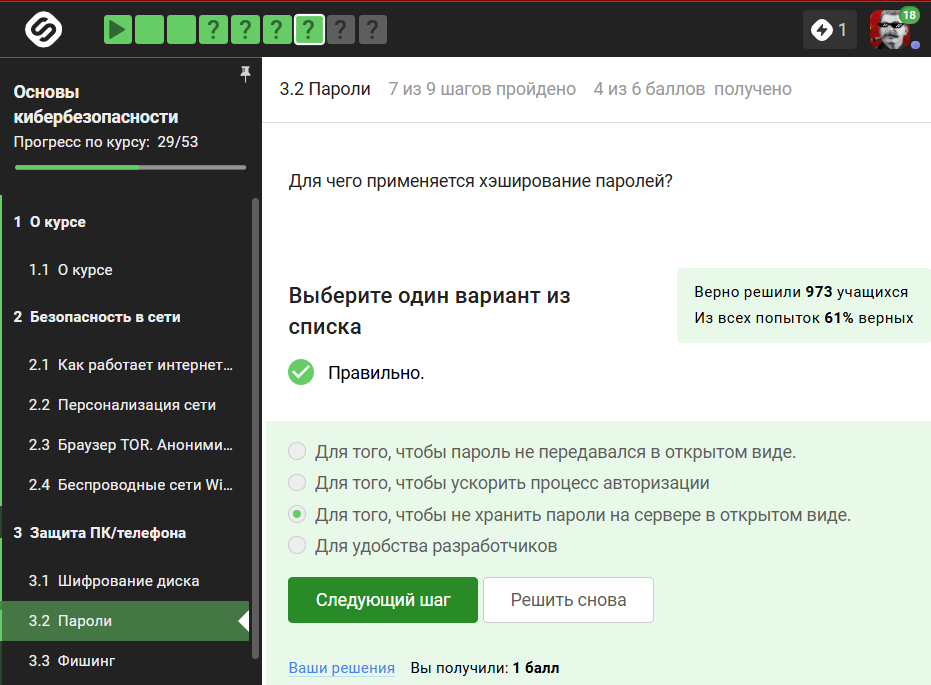 ? ? ? ? ? ?
1
18
Основы
кибербезопасности
Прогресс по курсу: 29/53
1 О курсе
1.1 О курсе
2 Безопасность в сети
2.1 Как работает интернет...
2.2 Персонализация сети
2.3 Браузер TOR. Аноними...
2.4 Беспроводные сети Wi...
3 Защита ПК/телефона
3.1 Шифрование диска
3.2 Пароли
3.3 Фишинг
3.2 Пароли 7 из 9 шагов пройдено 4 из 6 баллов получено
Для чего применяется хэширование паролей?
Выберите один вариант из
списка
Верно решили 973 учащихся
Из всех попыток 61% верных
Правильно.
Для того, чтобы пароль не передавался в открытом виде.
Для того, чтобы ускорить процесс авторизации
Для того, чтобы не хранить пароли на сервере в открытом виде.
Для удобства разработчиков
Следующий шаг Решить снова
Ваши решения Вы получили: 1 балл